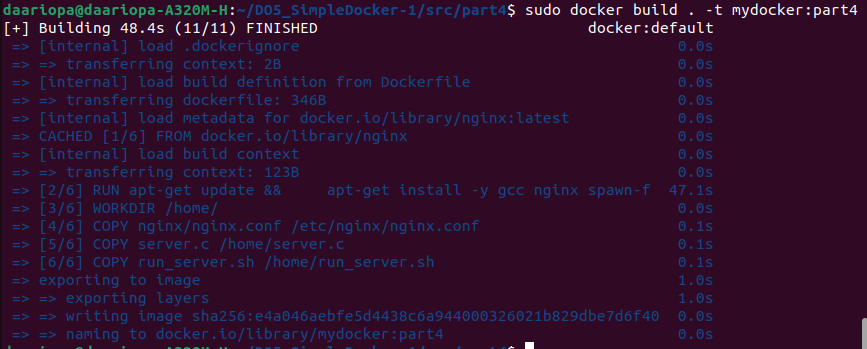 daariopa@daariopa-A320M-H:~/DO5_SimpleDocker-1/src/part4$ sudo docker build . -t mydocker:part4
[+] Building 48.4s (11/11) FINISHED docker:default
=> [internal] load .dockerignore 0.0s
=> => transferring context: 2B 0.0s
=> [internal] load build definition from Dockerfile 0.0s
=> => transferring dockerfile: 346B 0.0s
=> [internal] load metadata for docker.io/library/nginx:latest 0.0s
=> CACHED [1/6] FROM docker.io/library/nginx 0.0s
=> [internal] load build context 0.0s
=> => transferring context: 123B 0.0s
=> [2/6] RUN apt-get update && apt-get install -y gcc nginx spawn-f 47.1s
=> [3/6] WORKDIR /home/ 0.0s
=> [4/6] COPY nginx/nginx.conf /etc/nginx/nginx.conf 0.1s
=> [5/6] COPY server.c /home/server.c 0.1s
=> [6/6] COPY run_server.sh /home/run_server.sh 0.1s
=> exporting to image 1.0s
=> => exporting layers 1.0s
=> => writing image sha256:e4a046aebfe5d4438c6a944000326021b829dbe7d6f40 0.0s
=> => naming to docker.io/library/mydocker:part4 0.0s
daariopa@daariopa-A320M-H:~/DO5_SimpleDocker-1/src/part4$